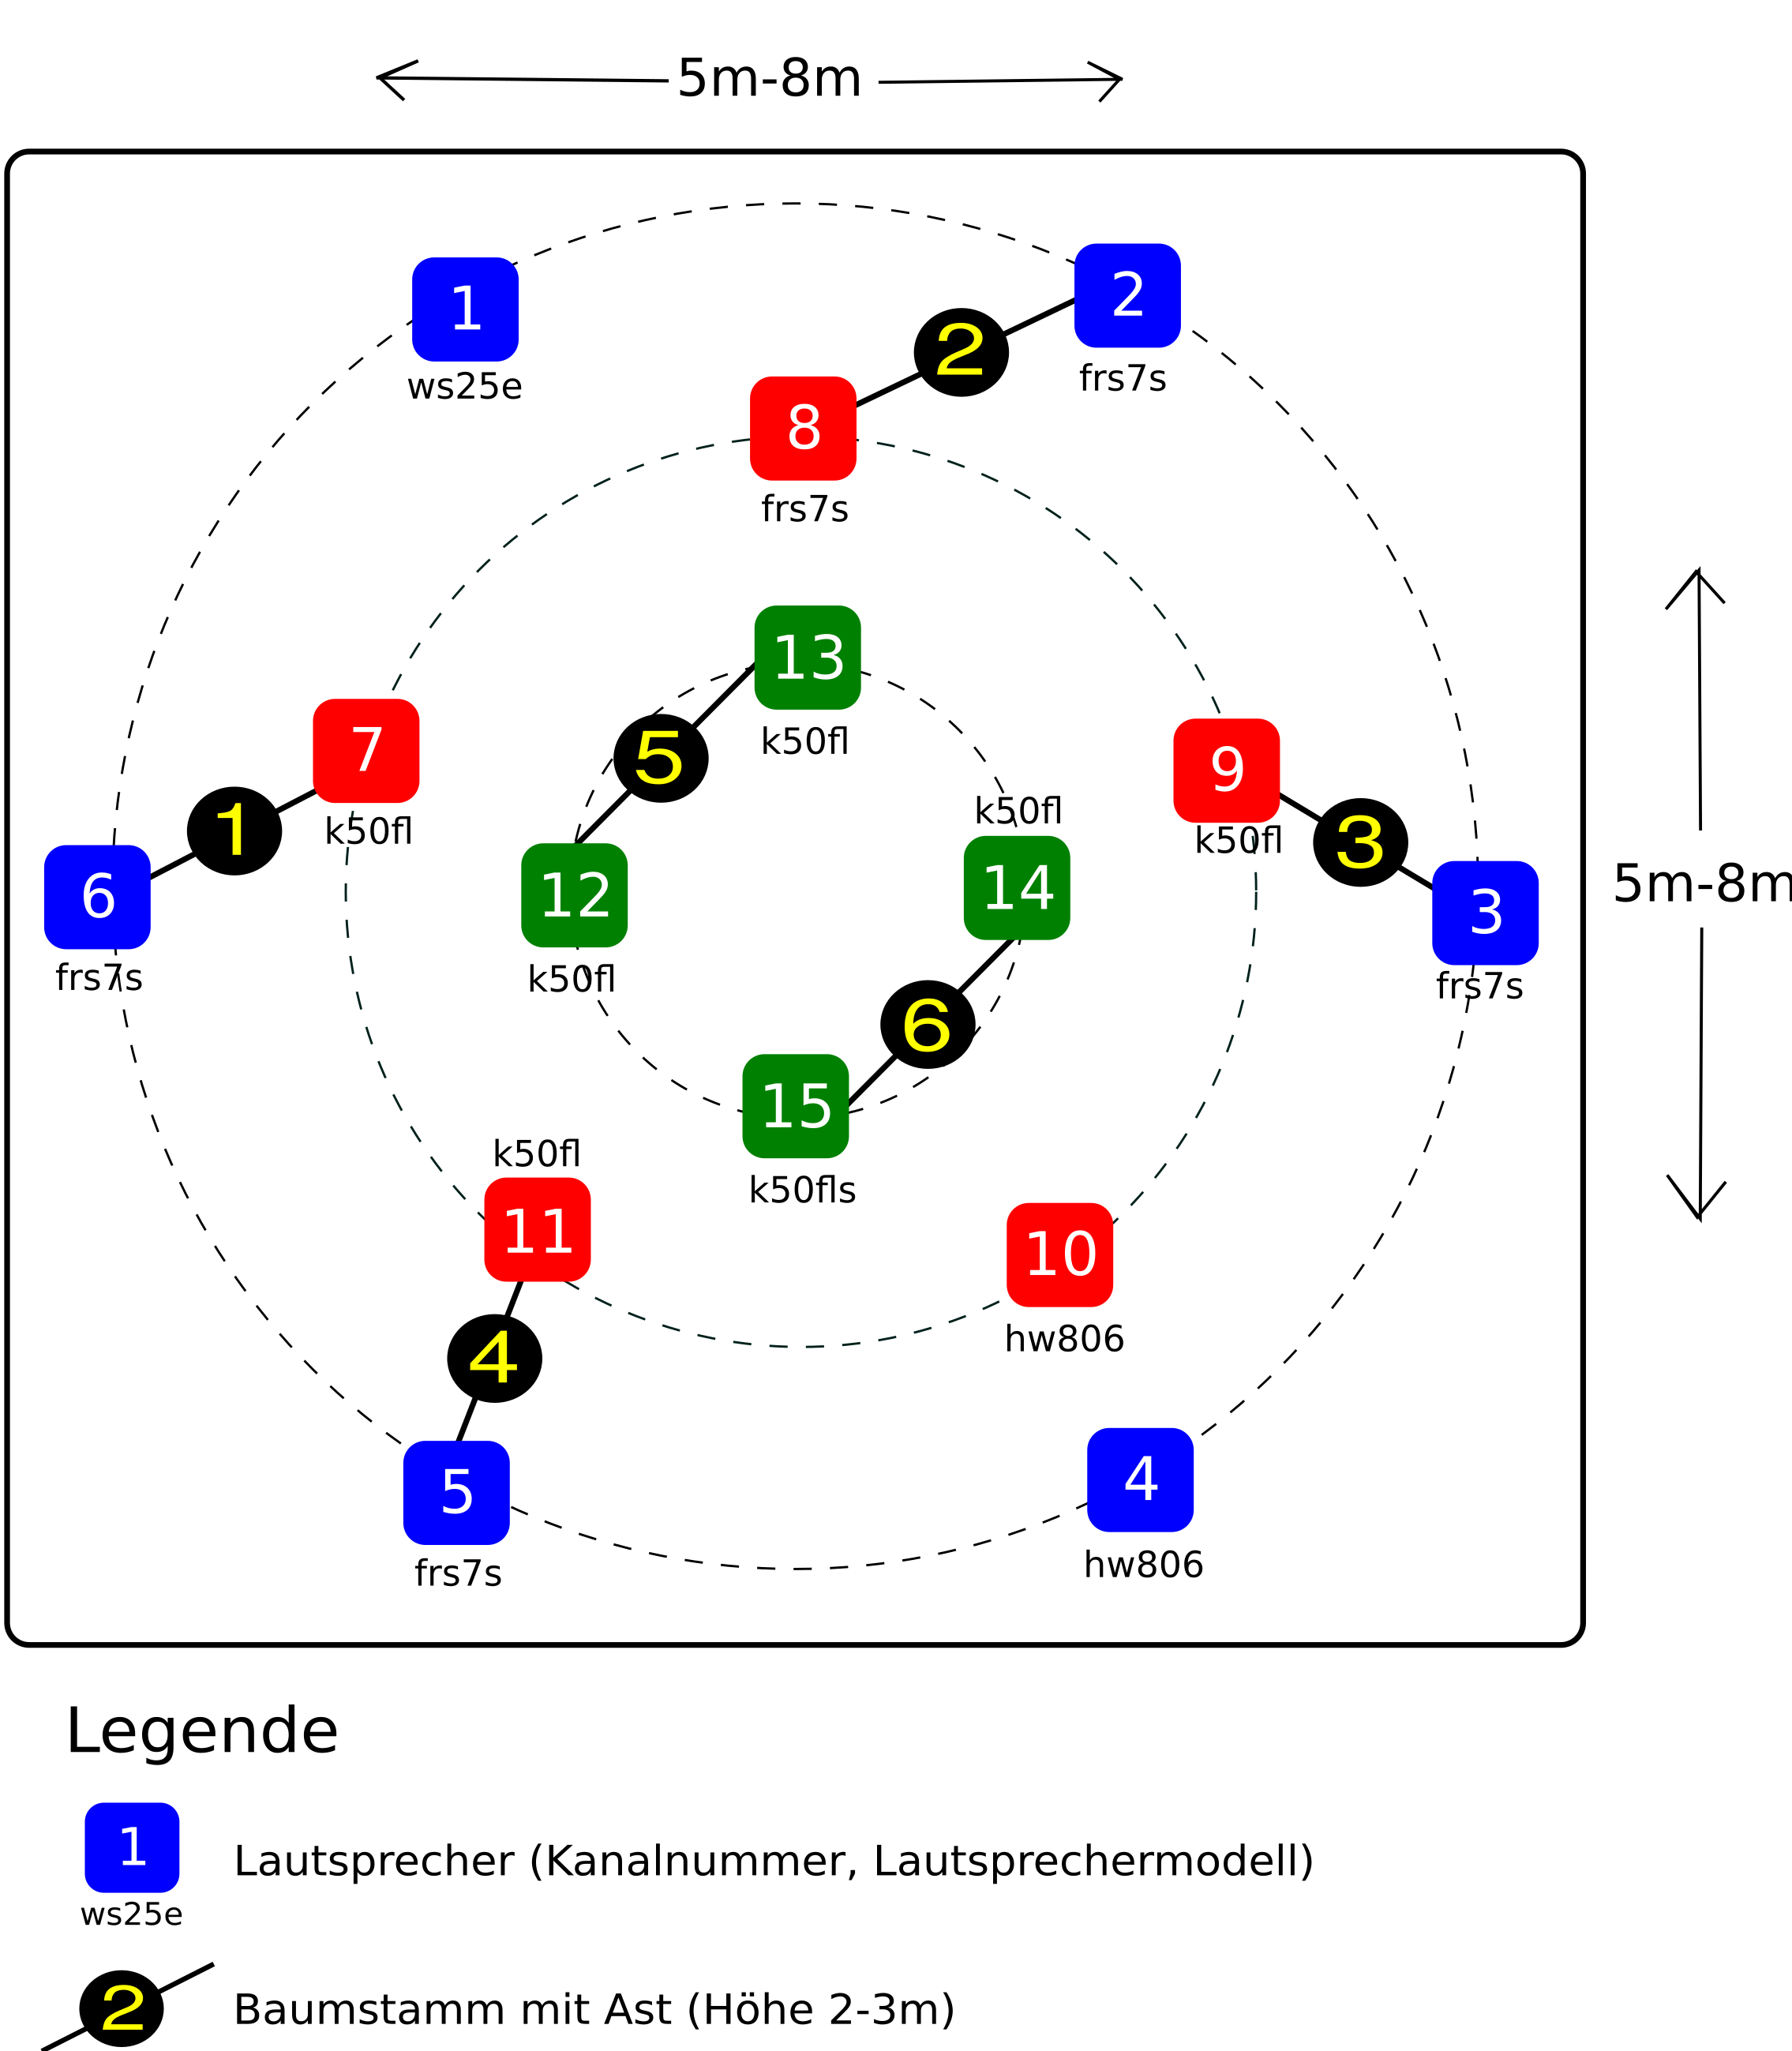 5m-8m
1
ws25e
2
frs7s
2
8
frs7s
13
k50fl
5
7
k50fl
1
6
frs7s
12
k50fl
k50fl
14
9
k50fl
3
3
frs7s
5m-8m
6
15
k50fls
k50fl
11
10
hw806
4
5
frs7s
4
hw806
Legende
1
ws25e
Lautsprecher (Kanalnummer, Lautsprechermodell)
2
Baumstamm mit Ast (Höhe 2-3m)